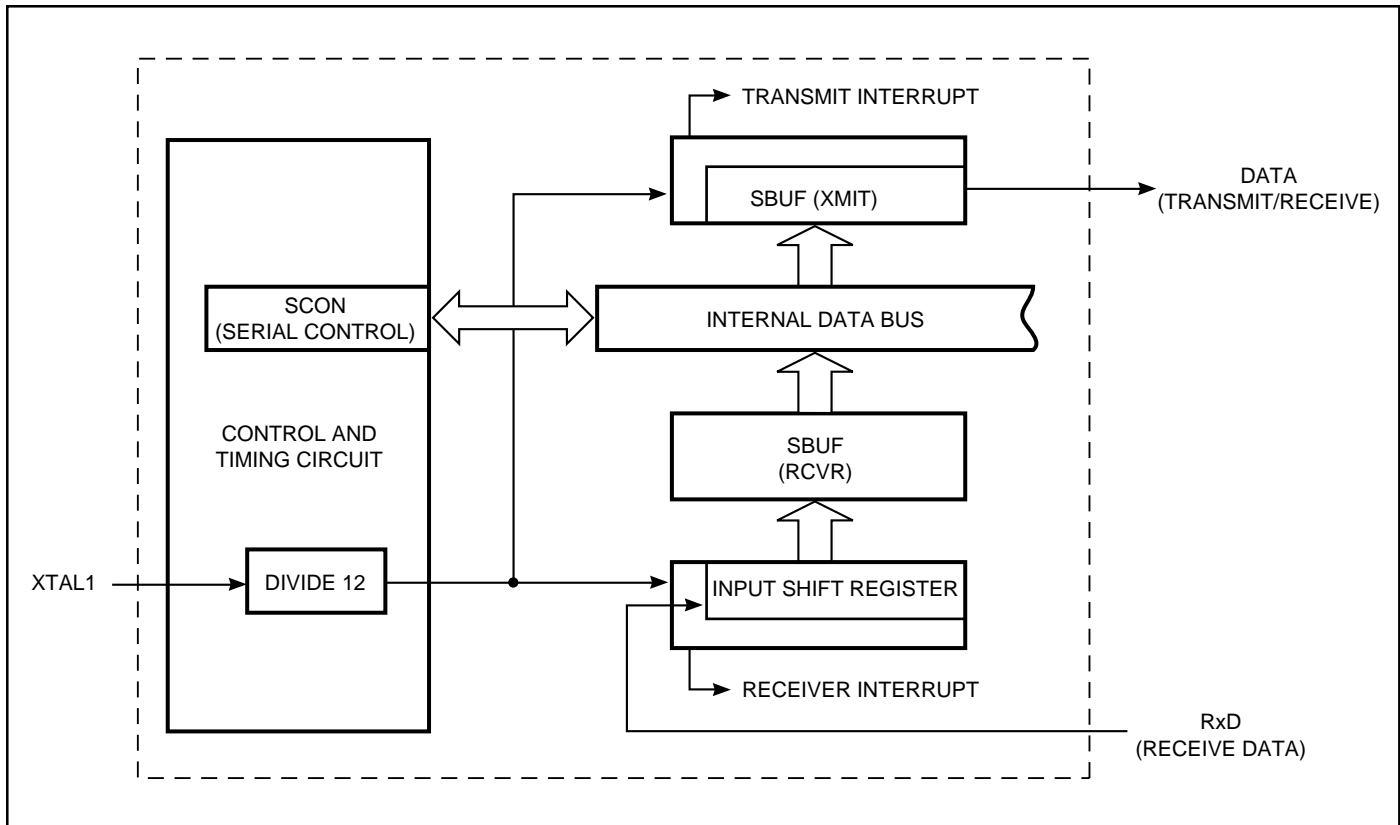 TRANSMIT INTERRUPT
SBUF (XMIT)
DATA
(TRANSMIT/RECEIVE)
SCON
(SERIAL CONTROL)
INTERNAL DATA BUS
CONTROL AND
TIMING CIRCUIT
SBUF
(RCVR)
XTAL1
DIVIDE 12
INPUT SHIFT REGISTER
RECEIVER INTERRUPT
RxD
(RECEIVE DATA)